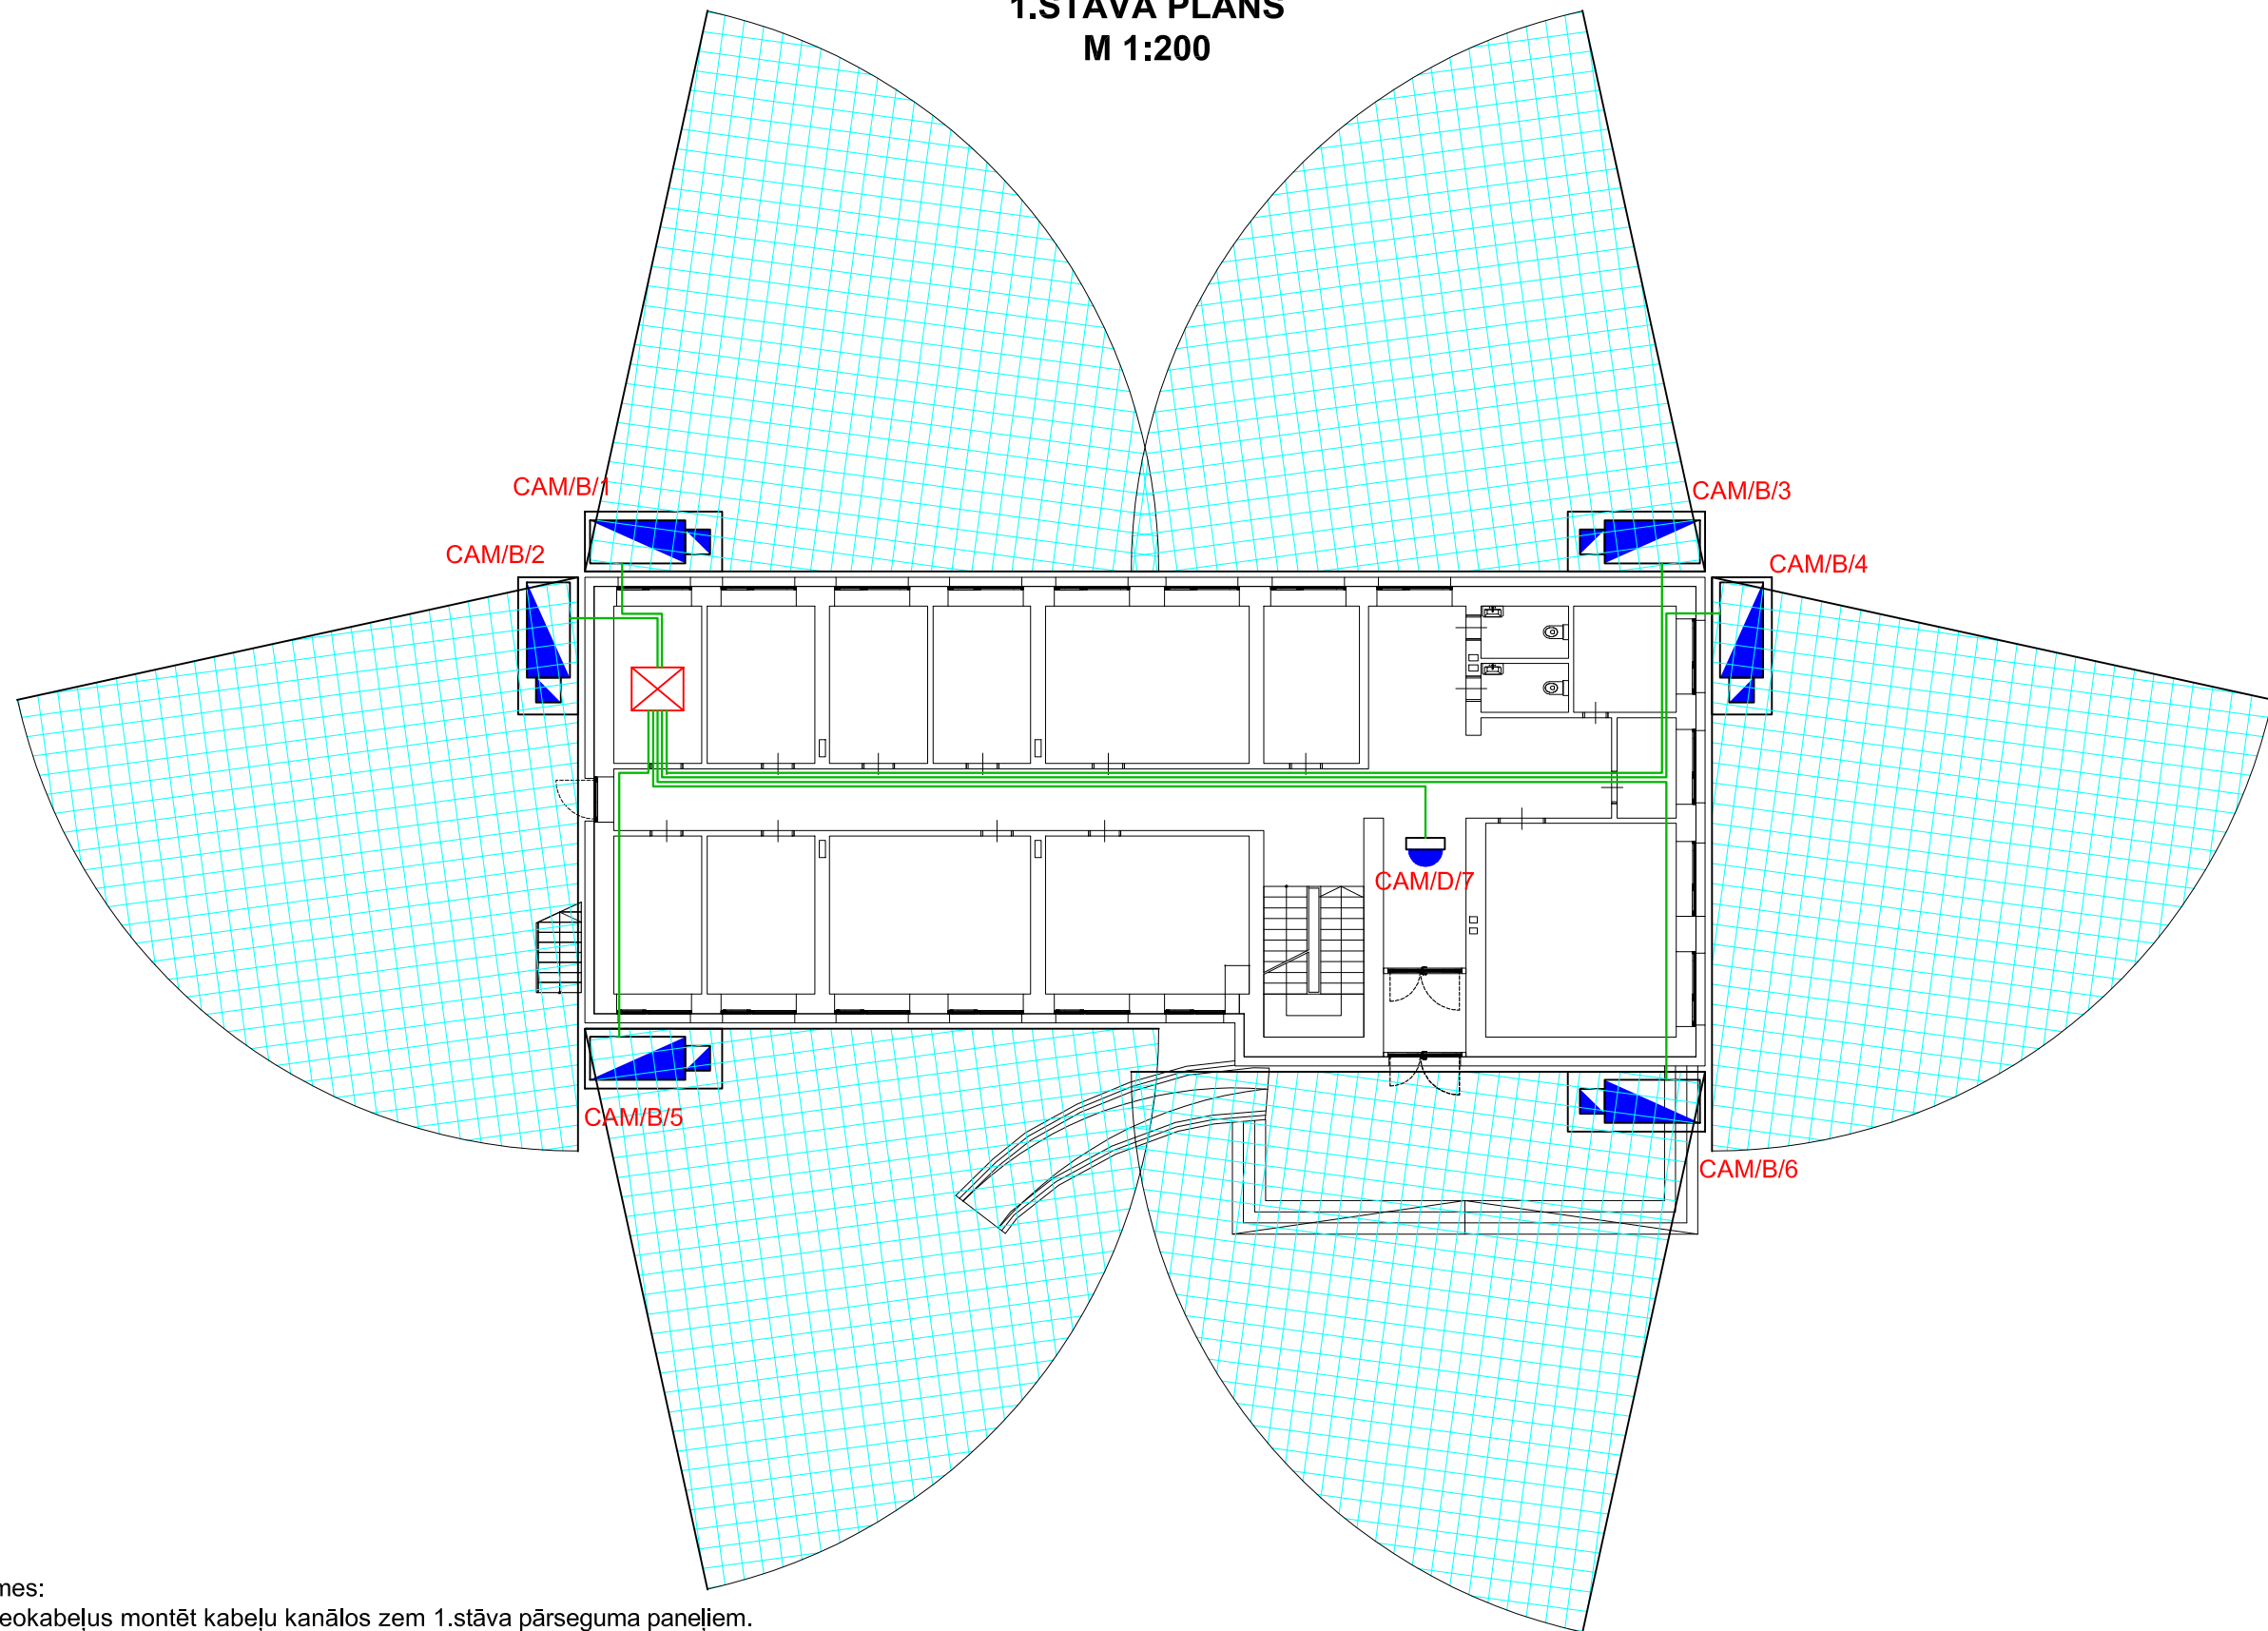 1.STĀVA PLĀNS
M 1:200
CAM/B/1
CAM/B/3
CAM/B/2
CAM/B/4
CAM/D/7
CAM/B/5
CAM/B/6
mes:
eokabeļus montēt kabeļu kanālos zem 1.stāva pārseguma paneļiem.